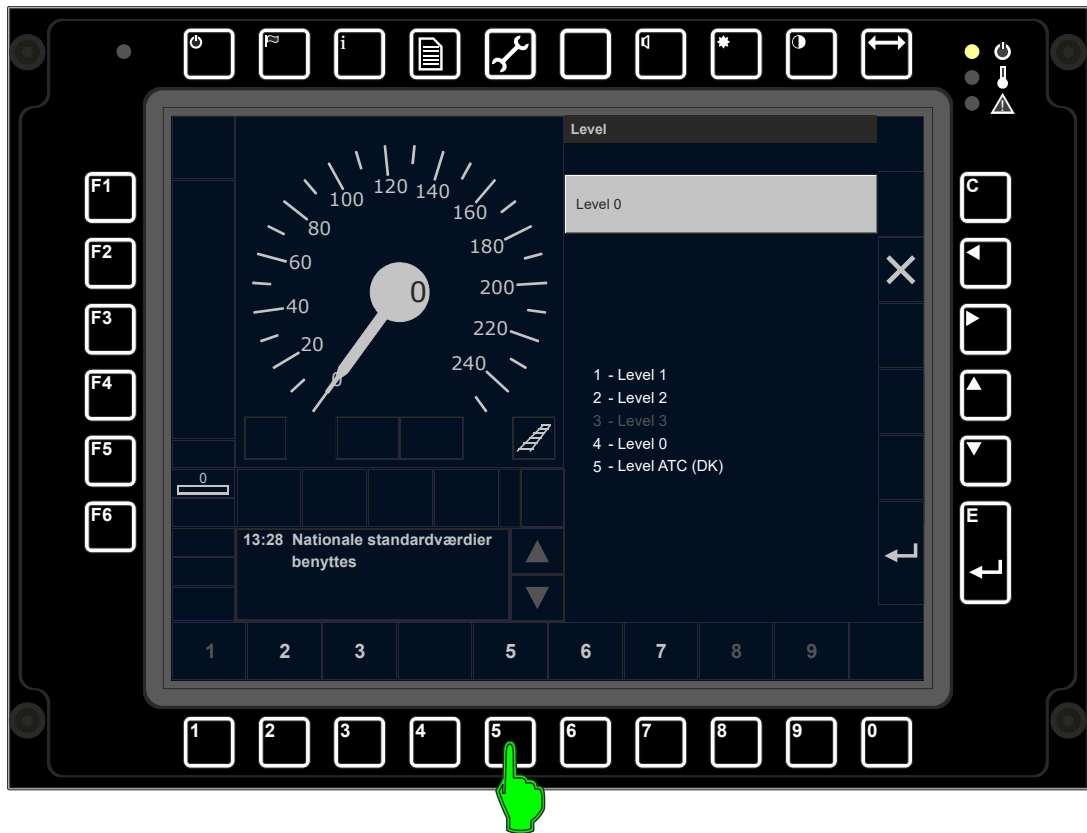 i
F1
F2
F3
F4
F5
F6
C
E
0
20
40
60
80
100
120
140
160
180
200
220
240
0
Level
Level 0
1 - Level 1
2 - Level 2
3 - Level 3
4 - Level 0
5 - Level ATC (DK)
0
13:28 Nationale standardværdier
benyttes
1 2 3 5 6 7 8 9
1 2 3 4 5 6 7 8 9 0